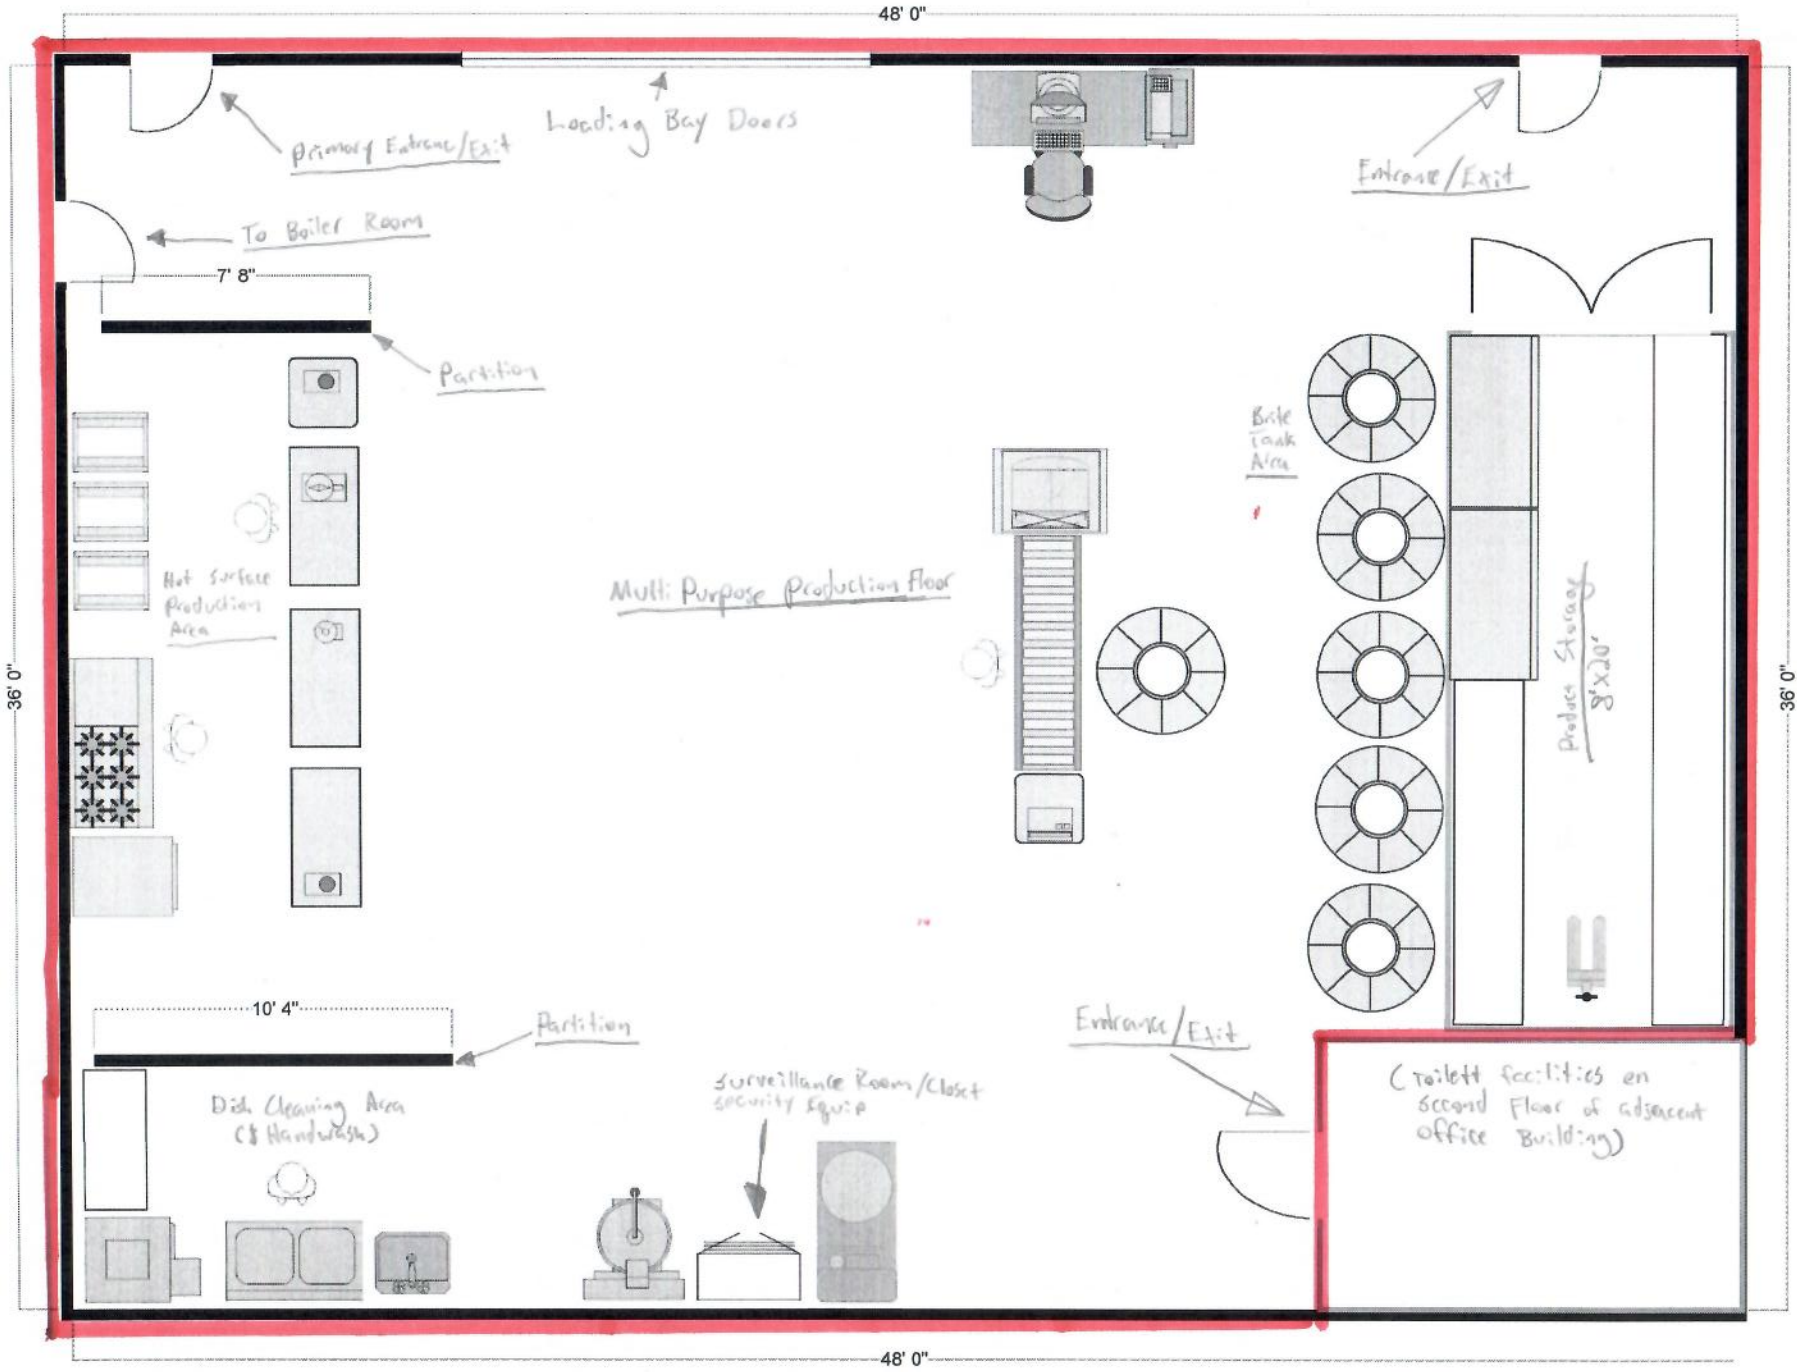 48' 0"
Loading Bay Doors
Primary Entrance/Exit
Entrance/Exit
To Boiler Room
7' 8"
Partition
Brite
Tank
Area
Hot Surface
Production
Area
Multi Purpose Production Floor
Product Storage
8'x20'
36' 0"
36' 0"
10' 4"
Partition
Entrance/Exit
Surveillance Room/Closet
Security Equip
(Toilett facilities on
second Floor of adjacent
office Building)
Dish Cleaning Area
(& Handwash)
48' 0"